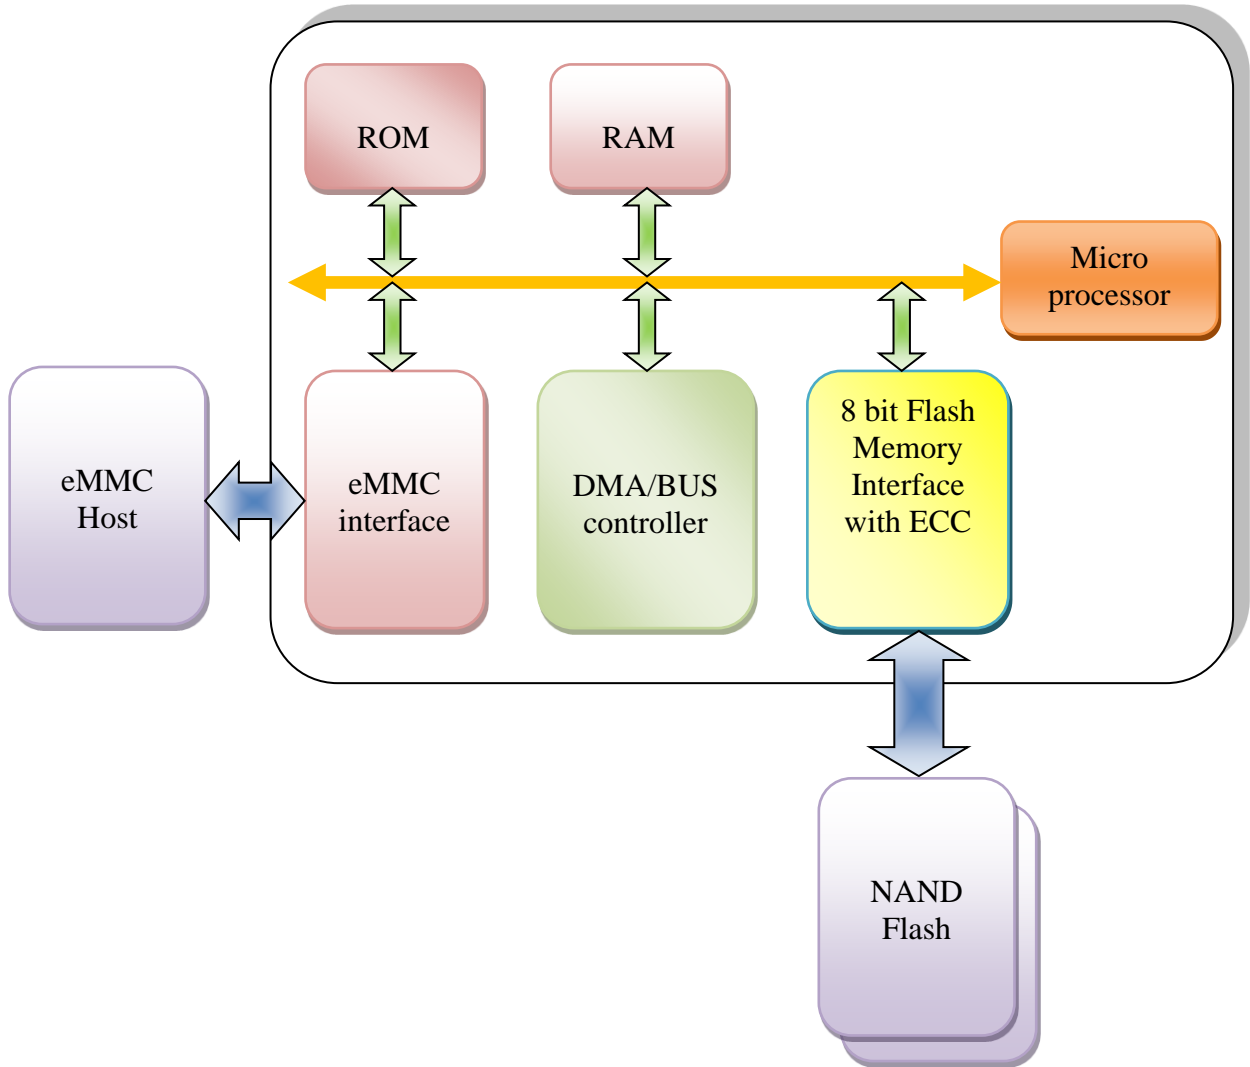 ROM
RAM
Micro
processor
eMMC
Host
eMMC
interface
DMA/BUS
controller
8 bit Flash
Memory
Interface
with ECC
NAND
Flash